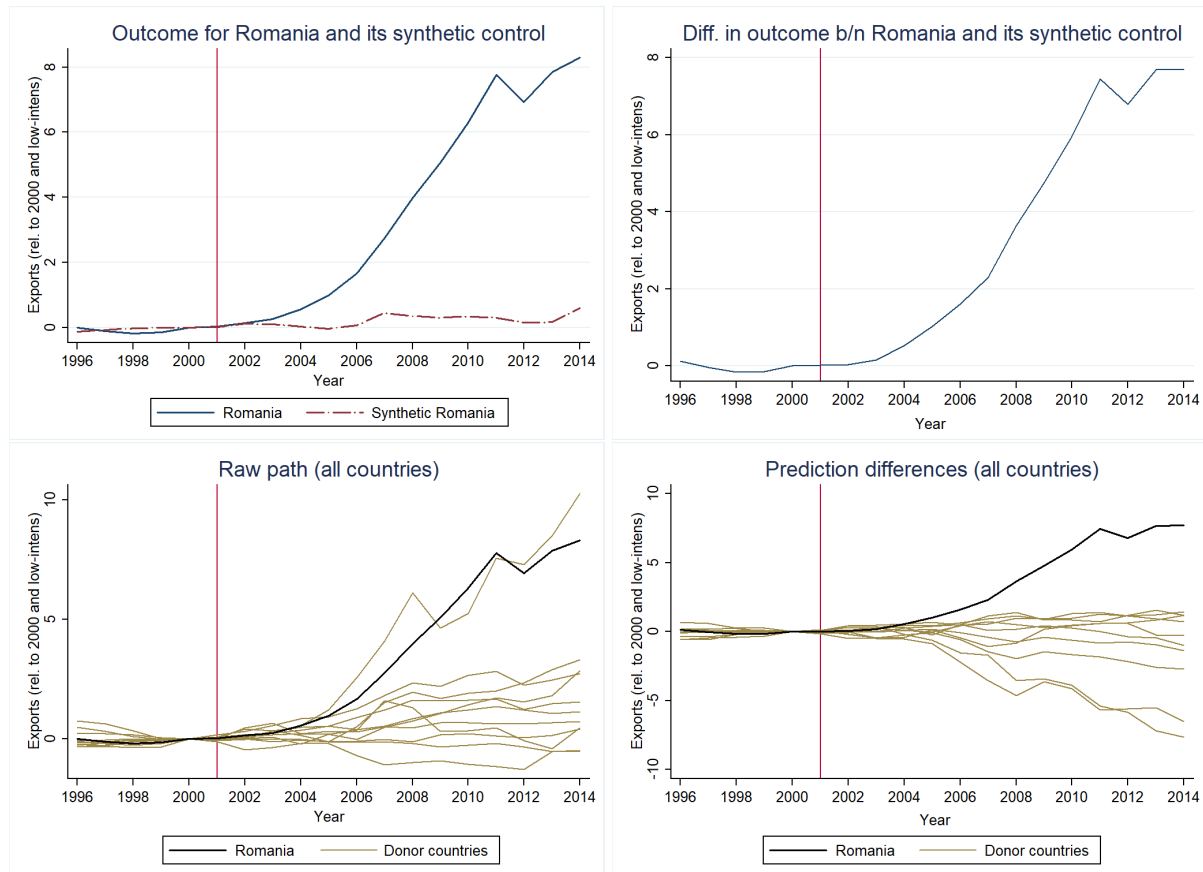 Outcome for Romania and its synthetic control
Exports (rel. to 2000 and low-intens)
8
6
4
2
0
1996 1998 2000 2002 2004 2006 2008 2010 2012 2014
Year
Romania Synthetic Romania
Diff. in outcome b/n Romania and its synthetic control
Exports (rel. to 2000 and low-intens)
8
6
4
2
0
1996 1998 2000 2002 2004 2006 2008 2010 2012 2014
Year
Raw path (all countries)
Exports (rel. to 2000 and low-intens)
10
5
0
1996 1998 2000 2002 2004 2006 2008 2010 2012 2014
Year
Romania Donor countries
Prediction differences (all countries)
Exports (rel. to 2000 and low-intens)
10
5
0
-5
-10
1996 1998 2000 2002 2004 2006 2008 2010 2012 2014
Year
Romania Donor countries